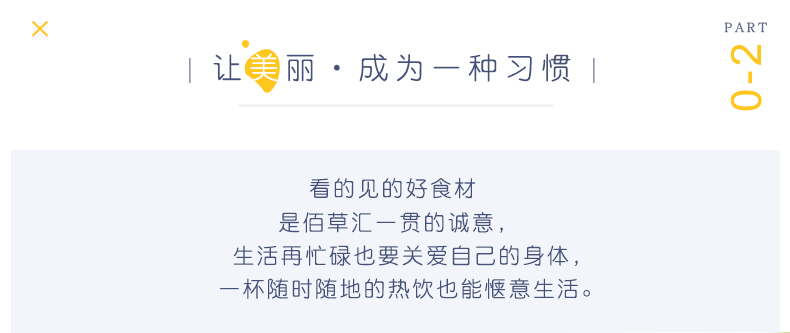 PART
0-2
| 让美丽·成为一种习惯 |
看的见的好食材
是佰草汇一贯的诚意，
生活再忙碌也要关爱自己的身体，
一杯随时随地的热饮也能惬意生活。